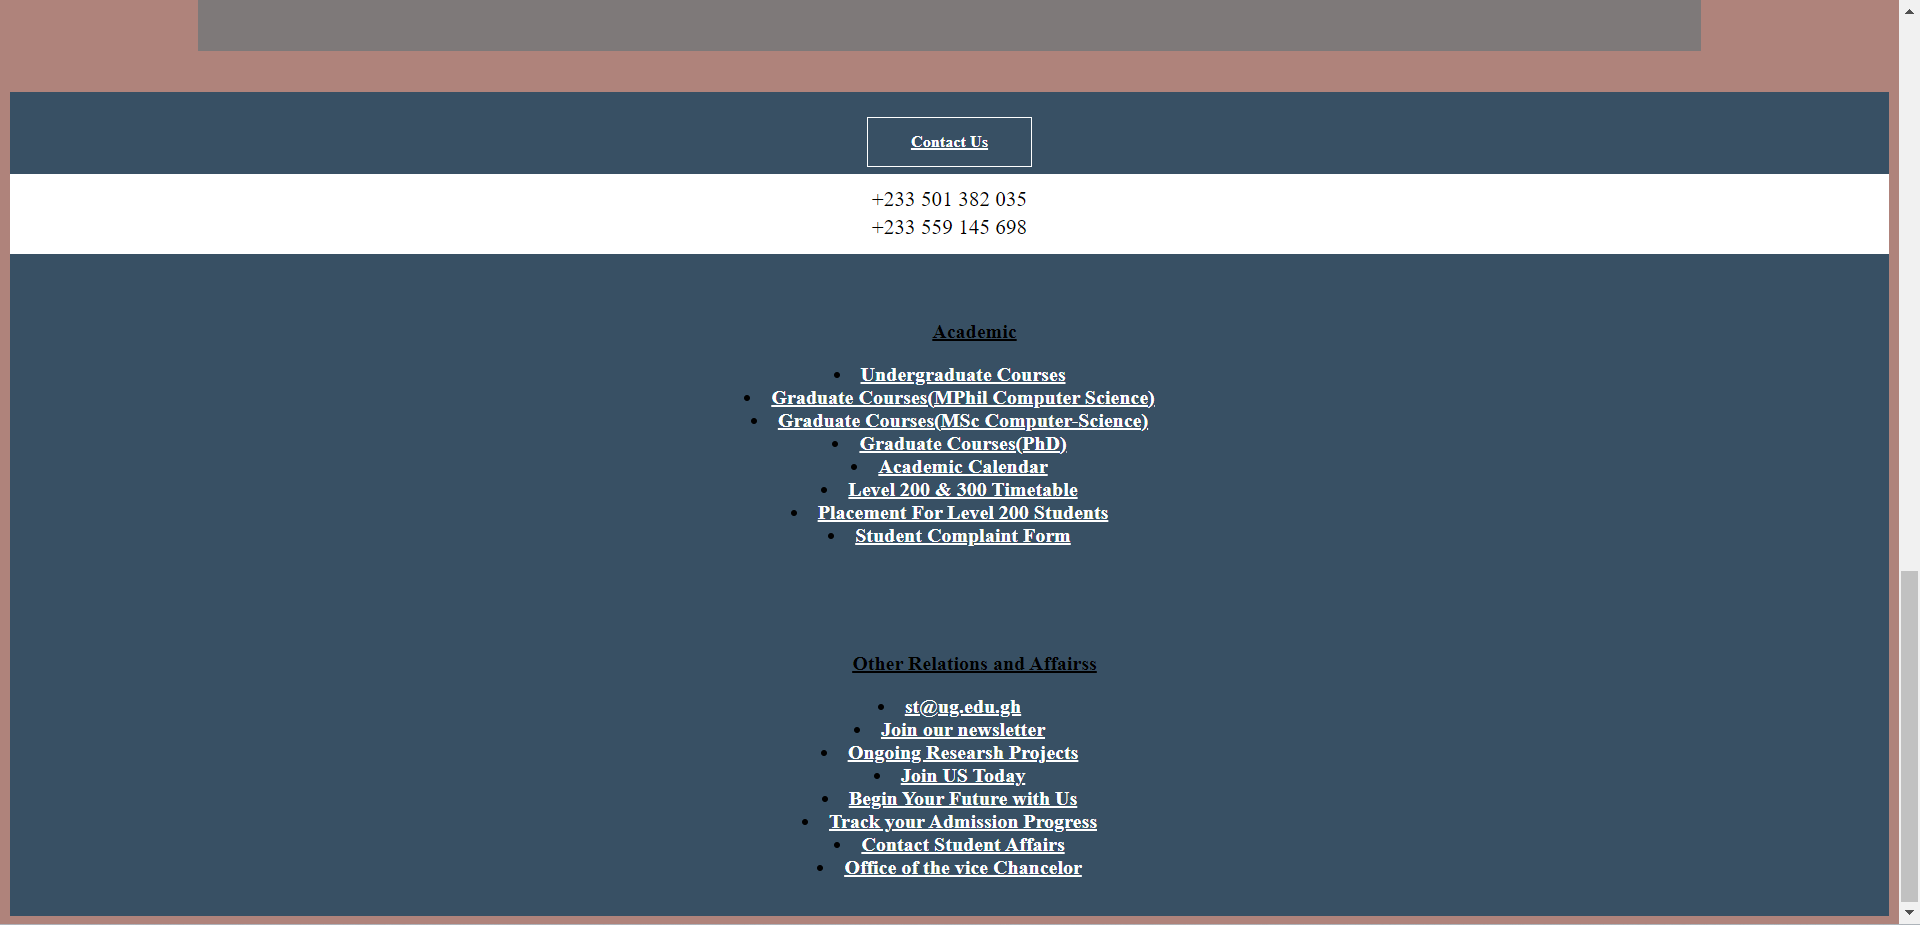 Contact Us
+233 501 382 035
+233 559 145 698
Academic
Undergraduate Courses
Graduate Courses(MPhil Computer Science)
Graduate Courses(MSc Computer-Science)
Graduate Courses(PhD)
Academic Calendar
Level 200 & 300 Timetable
Placement For Level 200 Students
Student Complaint Form
Other Relations and Affairss
st@ug.edu.gh
Join our newsletter
Ongoing Researsh Projects
Join US Today
Begin Your Future with Us
Track your Admission Progress
Contact Student Affairs
Office of the vice Chancelor